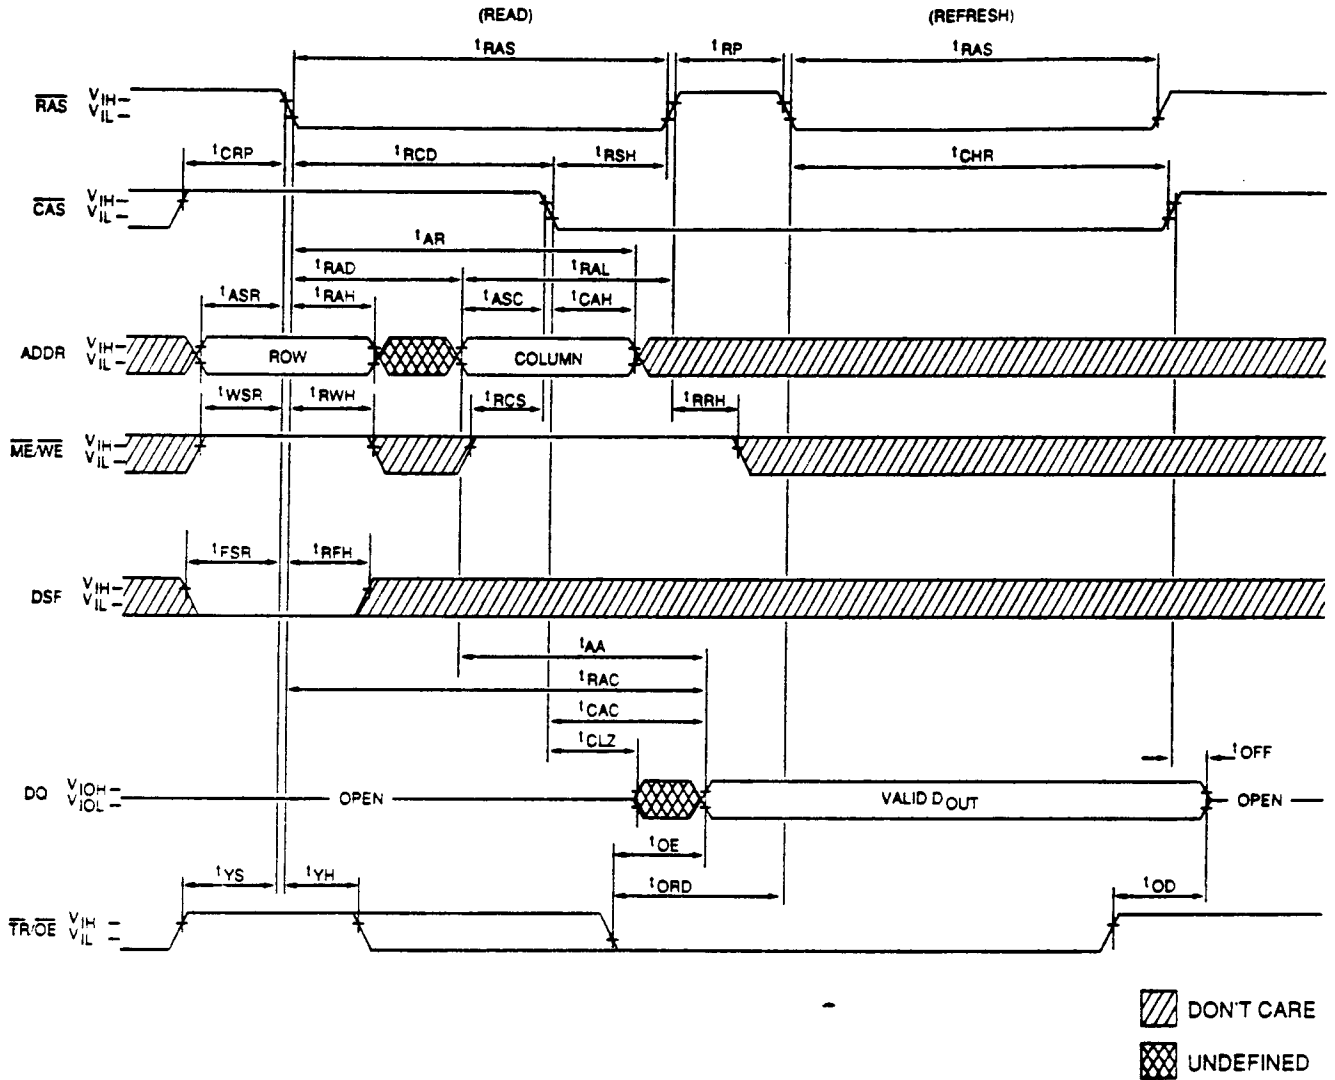 (READ) (REFRESH)
tRAS tRP tRAS
RAS VIH
VIL
tCRP tRCD tRSH tCHR
CAS VIH
VIL
tAR
tRAD tRAL
tASR tRAH tASC tCAH
ADDR VIH
VIL
ROW COLUMN
tWSR tRWH tRCS tRRH
ME/WE VIH
VIL
tFSR tRFH
DSF VIH
VIL
tAA
tRAC
tCAC
tCLZ tOFF
DQ VIOH
VIOL
OPEN VALID DOUT OPEN
tOE
tYS tYH tORD tOD
TR/OE VIH
VIL
DON'T CARE
UNDEFINED